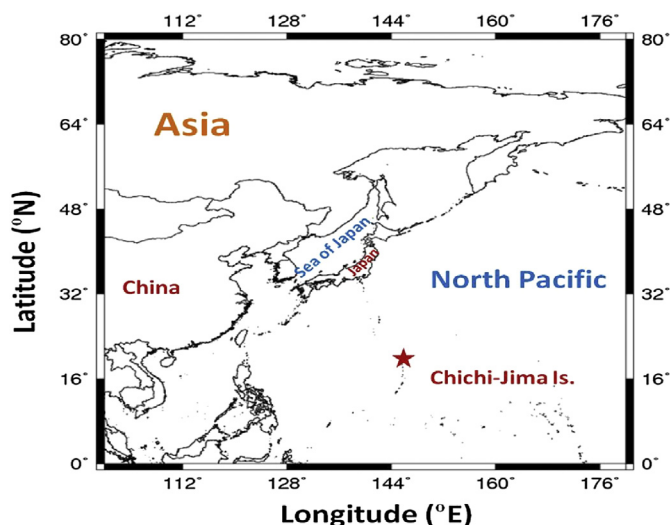 112˚ 128˚ 144˚ 160˚ 176˚
80˚ 80˚
Asia
64˚ 64˚
48˚ 48˚
Sea of Japan
Japan
China
North Pacific
32˚ 32˚
Chichi-Jima Is.
16˚ 16˚
0˚ 0˚
112˚ 128˚ 144˚ 160˚ 176˚
Latitude (°N)
Longitude (°E)